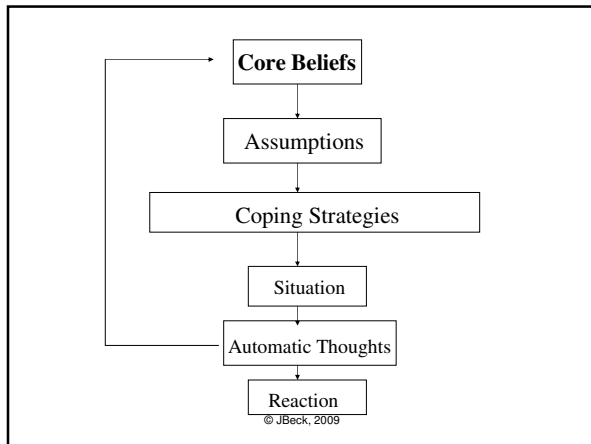 Core Beliefs
Assumptions
Coping Strategies
Situation
Automatic Thoughts
Reaction
© JBeck, 2009